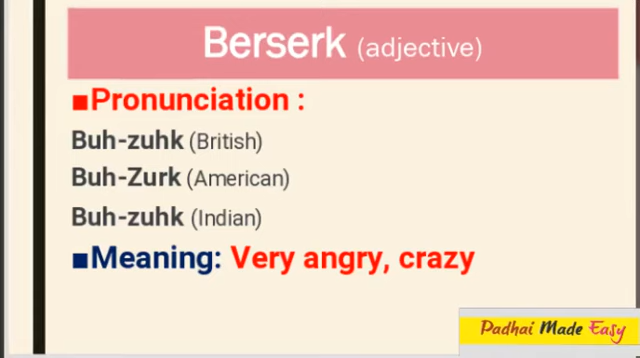 Berserk (adjective)
■Pronunciation :
Buh-zuhk (British)
Buh-Zurk (American)
Buh-zuhk (Indian)
■Meaning: Very angry, crazy
Padhai Made Easy